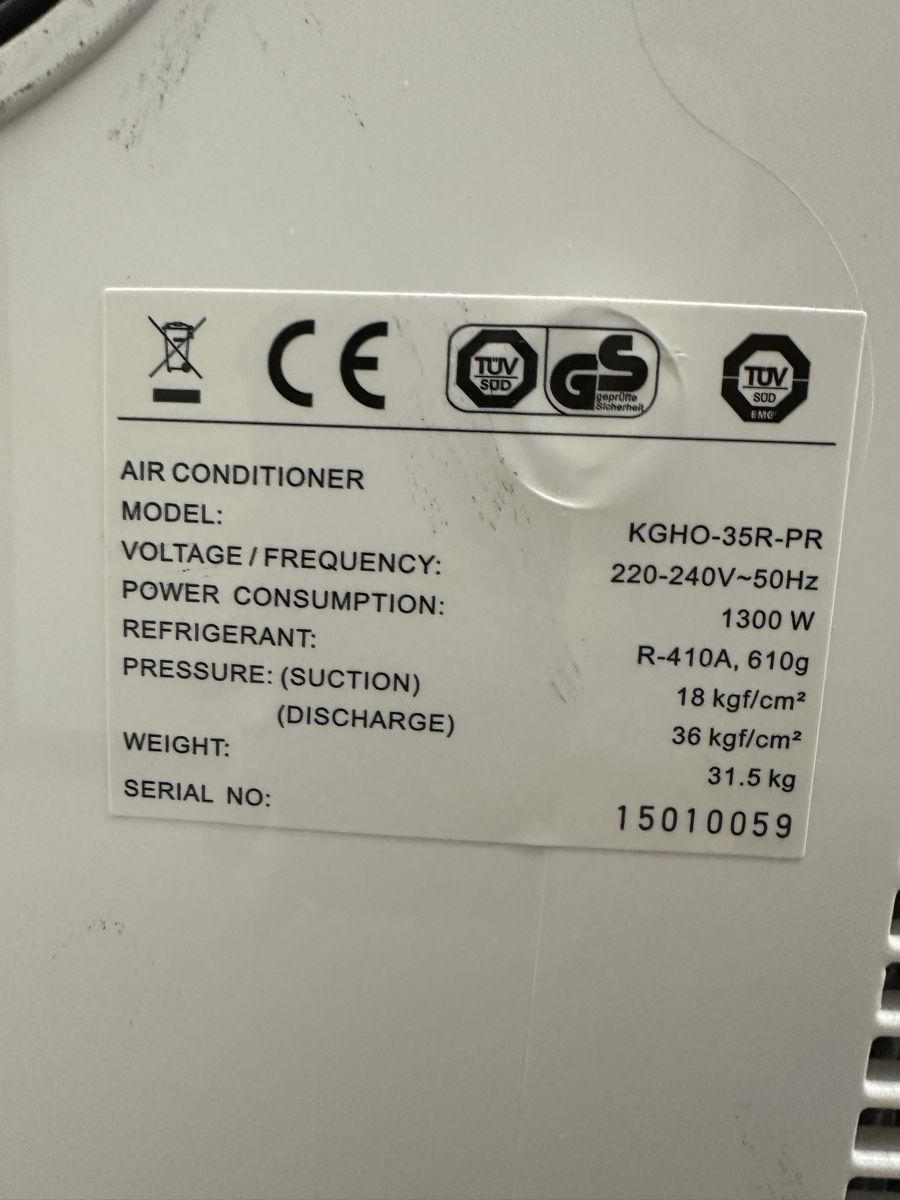 CE
TÜV
SÜD
GS
geprüfte
Sicherheit
TÜV
SÜD
EMC
AIR CONDITIONER
MODEL: KGHO-35R-PR
VOLTAGE / FREQUENCY: 220-240V~50Hz
POWER CONSUMPTION: 1300 W
REFRIGERANT: R-410A, 610g
PRESSURE: (SUCTION) 18 kgf/cm²
(DISCHARGE) 36 kgf/cm²
WEIGHT: 31.5 kg
SERIAL NO: 15010059